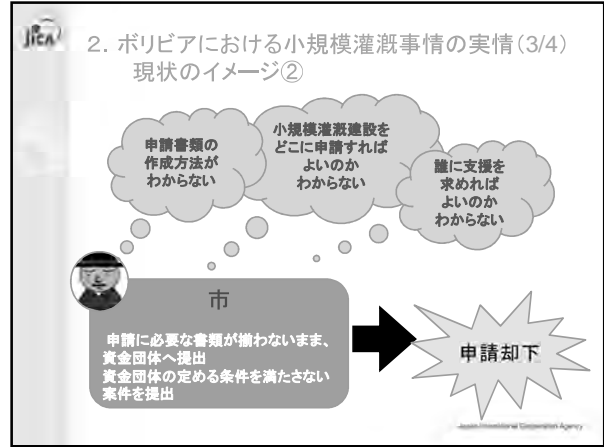 JICA
2．ボリビアにおける小規模灌漑事情の実情（3/4）
現状のイメージ②
申請書類の
作成方法が
わからない
小規模灌漑建設を
どこに申請すれば
よいのか
わからない
誰に支援を
求めれば
よいのか
わからない
市
申請に必要な書類が揃わないまま、
資金団体へ提出
資金団体の定める条件を満たさない
案件を提出
申請却下
Japan International Cooperation Agency